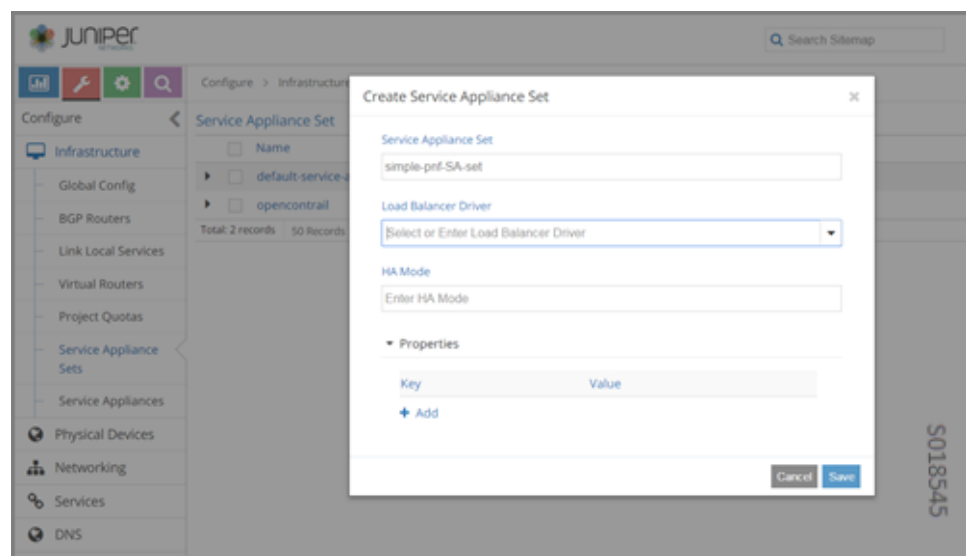 JUNIPER
NETWORKS
Search Sitemap
Configure > Infrastructure
Configure
Service Appliance Set
Infrastructure
Name
Global Config
default-service-a
BGP Routers
opencontrail
Total: 2 records 50 Records
Link Local Services
Virtual Routers
Project Quotas
Service Appliance
Sets
Service Appliances
Physical Devices
Networking
Services
DNS
Create Service Appliance Set
Service Appliance Set
simple-pnf-SA-set
Load Balancer Driver
Select or Enter Load Balancer Driver
HA Mode
Enter HA Mode
Properties
Key Value
+ Add
Cancel Save
S018545